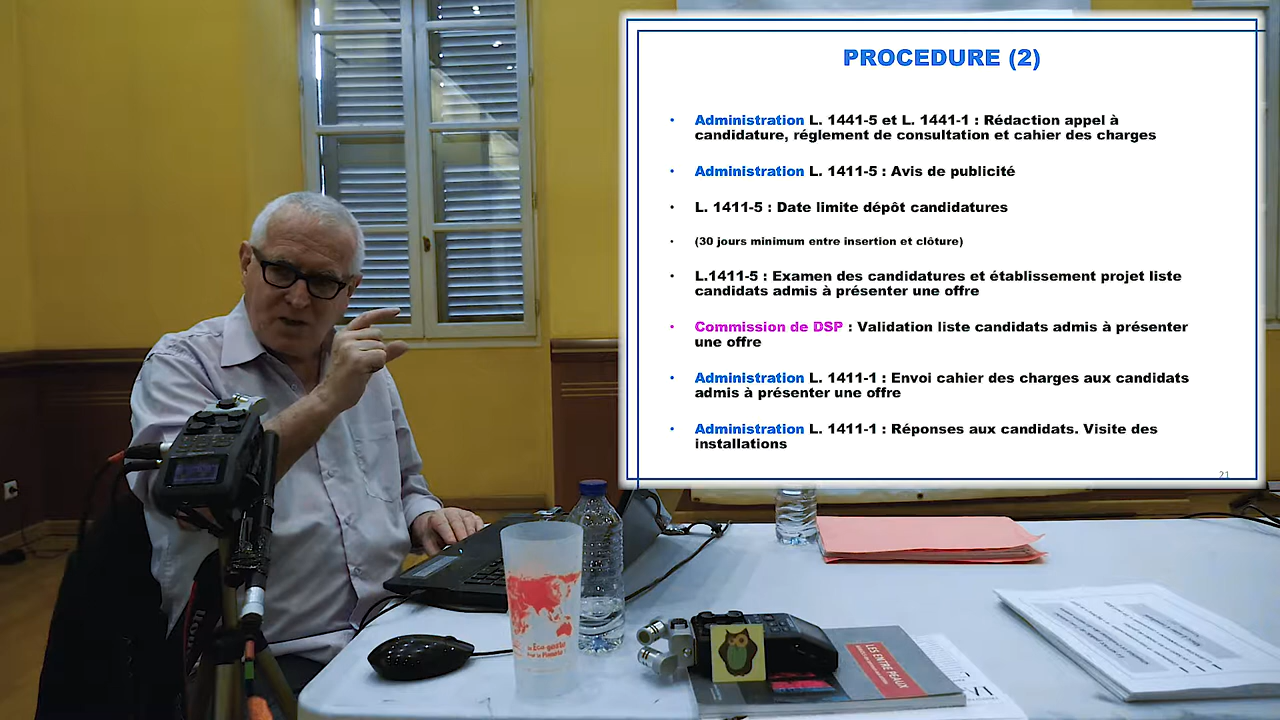 PROCEDURE (2)
• Administration L. 1441-5 et L. 1441-1 : Rédaction appel à
candidature, réglement de consultation et cahier des charges
• Administration L. 1411-5 : Avis de publicité
• L. 1411-5 : Date limite dépôt candidatures
• (30 jours minimum entre insertion et clôture)
• L.1411-5 : Examen des candidatures et établissement projet liste
candidats admis à présenter une offre
• Commission de DSP : Validation liste candidats admis à présenter
une offre
• Administration L. 1411-1 : Envoi cahier des charges aux candidats
admis à présenter une offre
• Administration L. 1411-1 : Réponses aux candidats. Visite des
installations
21
LES ENTRE PEAUX